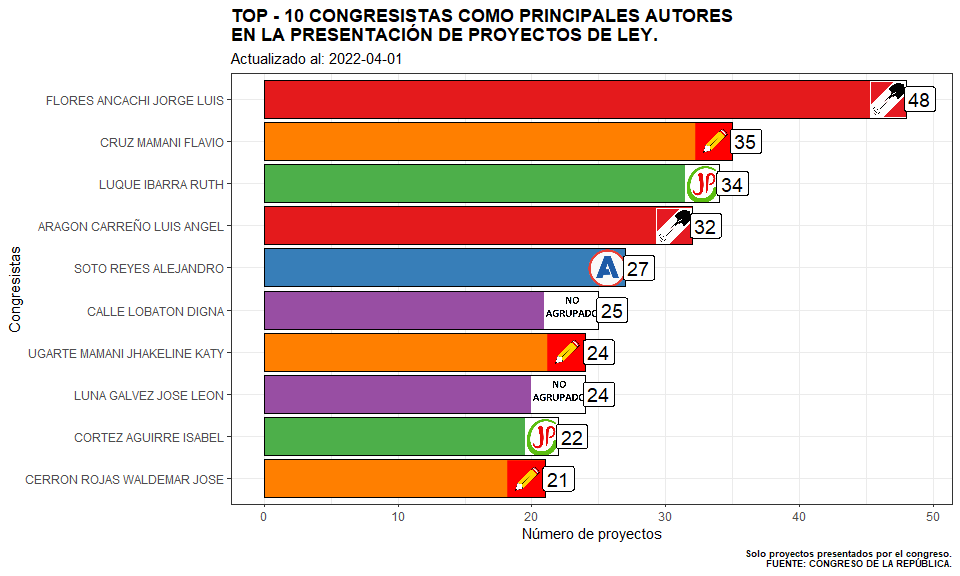 TOP - 10 CONGRESISTAS COMO PRINCIPALES AUTORES
EN LA PRESENTACIÓN DE PROYECTOS DE LEY.
Actualizado al: 2022-04-01
Congresistas
FLORES ANCACHI JORGE LUIS
48
CRUZ MAMANI FLAVIO
35
LUQUE IBARRA RUTH
JP
34
ARAGON CARREÑO LUIS ANGEL
32
SOTO REYES ALEJANDRO
A
27
CALLE LOBATON DIGNA
NO
AGRUPADO
25
UGARTE MAMANI JHAKELINE KATY
24
LUNA GALVEZ JOSE LEON
NO
AGRUPADO
24
CORTEZ AGUIRRE ISABEL
JP
22
CERRON ROJAS WALDEMAR JOSE
21
0 10 20 30 40 50
Número de proyectos
Solo proyectos presentados por el congreso.
FUENTE: CONGRESO DE LA REPÚBLICA.